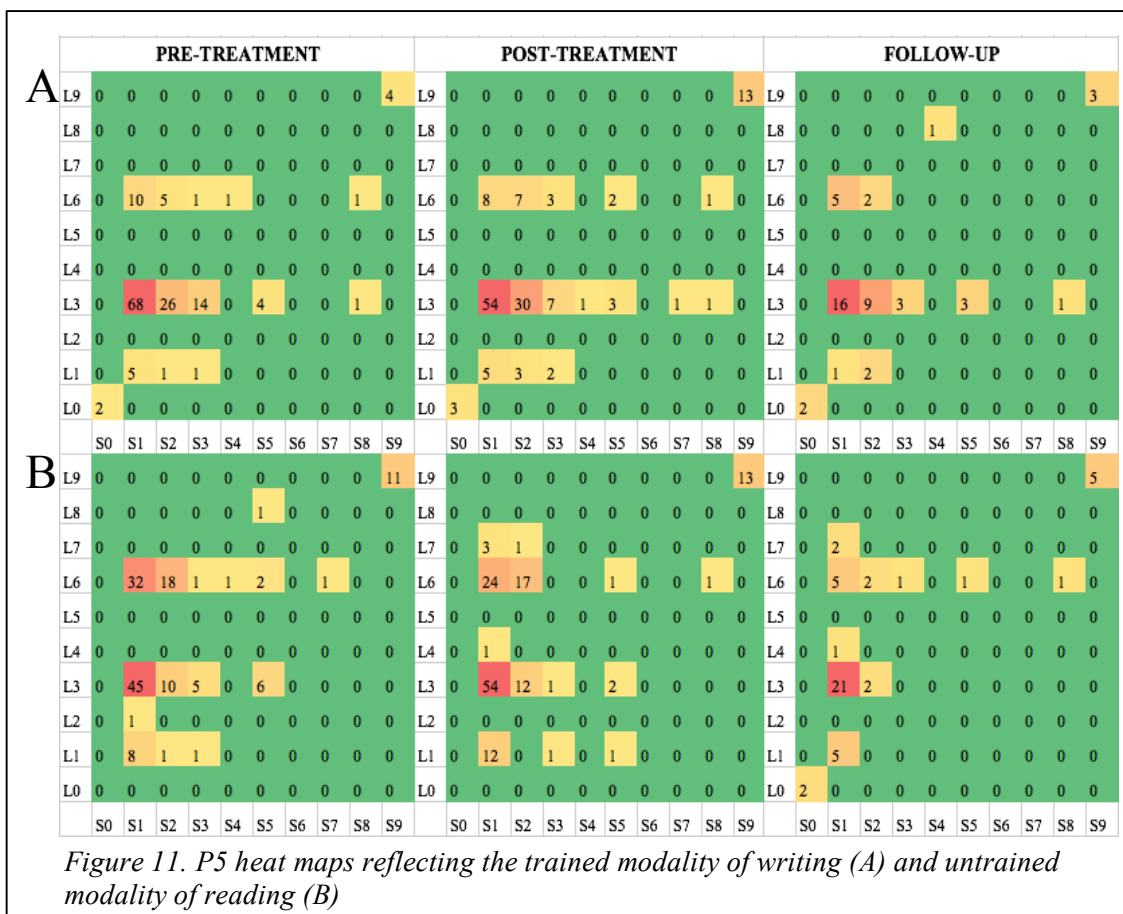 PRE-TREATMENT POST-TREATMENT FOLLOW-UP
A
L9 0 0 0 0 0 0 0 0 0 4 L9 0 0 0 0 0 0 0 0 0 13 L9 0 0 0 0 0 0 0 0 0 3
L8 0 0 0 0 0 0 0 0 0 0 L8 0 0 0 0 0 0 0 0 0 0 L8 0 0 0 0 1 0 0 0 0 0
L7 0 0 0 0 0 0 0 0 0 0 L7 0 0 0 0 0 0 0 0 0 0 L7 0 0 0 0 0 0 0 0 0 0
L6 0 10 5 1 1 0 0 0 1 0 L6 0 8 7 3 0 2 0 0 1 0 L6 0 5 2 0 0 0 0 0 0 0
L5 0 0 0 0 0 0 0 0 0 0 L5 0 0 0 0 0 0 0 0 0 0 L5 0 0 0 0 0 0 0 0 0 0
L4 0 0 0 0 0 0 0 0 0 0 L4 0 0 0 0 0 0 0 0 0 0 L4 0 0 0 0 0 0 0 0 0 0
L3 0 68 26 14 0 4 0 0 1 0 L3 0 54 30 7 1 3 0 1 1 0 L3 0 16 9 3 0 3 0 0 1 0
L2 0 0 0 0 0 0 0 0 0 0 L2 0 0 0 0 0 0 0 0 0 0 L2 0 0 0 0 0 0 0 0 0 0
L1 0 5 1 1 0 0 0 0 0 0 L1 0 5 3 2 0 0 0 0 0 0 L1 0 1 2 0 0 0 0 0 0 0
L0 2 0 0 0 0 0 0 0 0 0 L0 3 0 0 0 0 0 0 0 0 0 L0 2 0 0 0 0 0 0 0 0 0
S0 S1 S2 S3 S4 S5 S6 S7 S8 S9 S0 S1 S2 S3 S4 S5 S6 S7 S8 S9 S0 S1 S2 S3 S4 S5 S6 S7 S8 S9
B
L9 0 0 0 0 0 0 0 0 0 11 L9 0 0 0 0 0 0 0 0 0 13 L9 0 0 0 0 0 0 0 0 0 5
L8 0 0 0 0 0 1 0 0 0 0 L8 0 0 0 0 0 0 0 0 0 0 L8 0 0 0 0 0 0 0 0 0 0
L7 0 0 0 0 0 0 0 0 0 0 L7 0 3 1 0 0 0 0 0 0 0 L7 0 2 0 0 0 0 0 0 0 0
L6 0 32 18 1 1 2 0 1 0 0 L6 0 24 17 0 0 1 0 0 1 0 L6 0 5 2 1 0 1 0 0 1 0
L5 0 0 0 0 0 0 0 0 0 0 L5 0 0 0 0 0 0 0 0 0 0 L5 0 0 0 0 0 0 0 0 0 0
L4 0 0 0 0 0 0 0 0 0 0 L4 0 1 0 0 0 0 0 0 0 0 L4 0 1 0 0 0 0 0 0 0 0
L3 0 45 10 5 0 6 0 0 0 0 L3 0 54 12 1 0 2 0 0 0 0 L3 0 21 2 0 0 0 0 0 0 0
L2 0 1 0 0 0 0 0 0 0 0 L2 0 0 0 0 0 0 0 0 0 0 L2 0 0 0 0 0 0 0 0 0 0
L1 0 8 1 1 0 0 0 0 0 0 L1 0 12 0 1 0 1 0 0 0 0 L1 0 5 0 0 0 0 0 0 0 0
L0 0 0 0 0 0 0 0 0 0 0 L0 0 0 0 0 0 0 0 0 0 0 L0 2 0 0 0 0 0 0 0 0 0
S0 S1 S2 S3 S4 S5 S6 S7 S8 S9 S0 S1 S2 S3 S4 S5 S6 S7 S8 S9 S0 S1 S2 S3 S4 S5 S6 S7 S8 S9
Figure 11. P5 heat maps reflecting the trained modality of writing (A) and untrained
modality of reading (B)